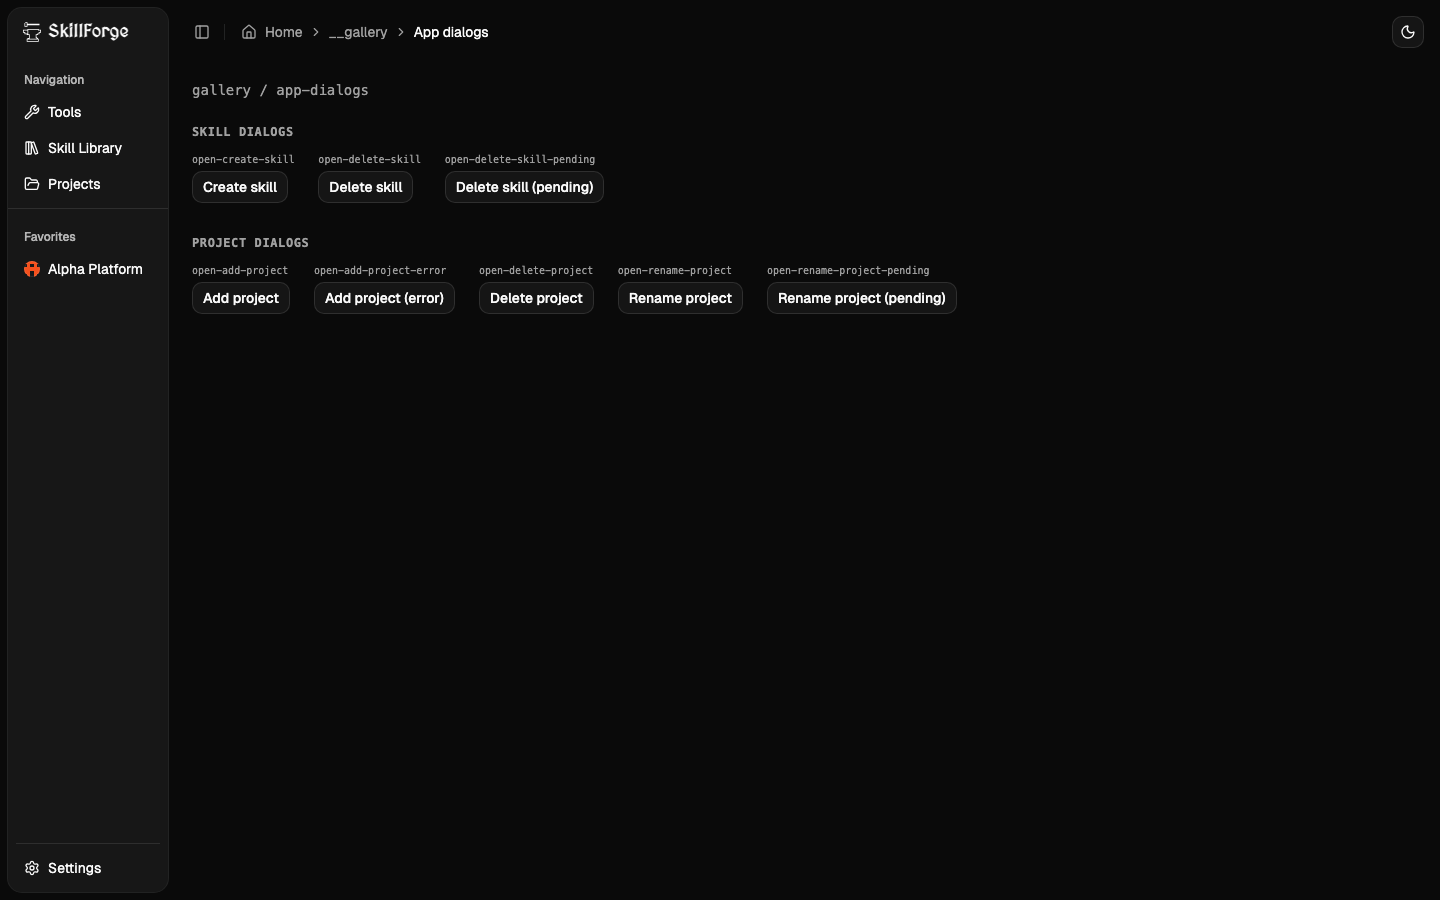 SkillForge
Home > __gallery > App dialogs
Navigation
Tools
Skill Library
Projects
Favorites
Alpha Platform
Settings
gallery / app-dialogs
SKILL DIALOGS
open-create-skill open-delete-skill open-delete-skill-pending
Create skill Delete skill Delete skill (pending)
PROJECT DIALOGS
open-add-project open-add-project-error open-delete-project open-rename-project open-rename-project-pending
Add project Add project (error) Delete project Rename project Rename project (pending)